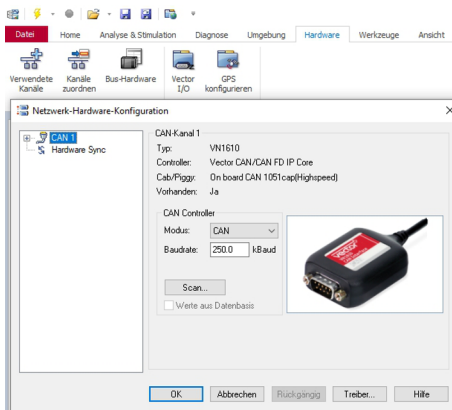 Datei Home Analyse & Stimulation Diagnose Umgebung Hardware Werkzeuge Ansicht
Verwendete Kanäle Bus-Hardware Vector GPS
Kanäle zuordnen I/O konfigurieren
Netzwerk-Hardware-Konfiguration
CAN 1
Hardware Sync
CAN-Kanal 1
Typ: VN1610
Controller: Vector CAN/CAN FD IP Core
Cab/Piggy: On board CAN 1051cap(Highspeed)
Vorhanden: Ja
CAN Controller
Modus: CAN
Baudrate: 250.0 kBaud
Scan...
Werte aus Datenbasis
OK Abbrechen Rückgängig Treiber... Hilfe